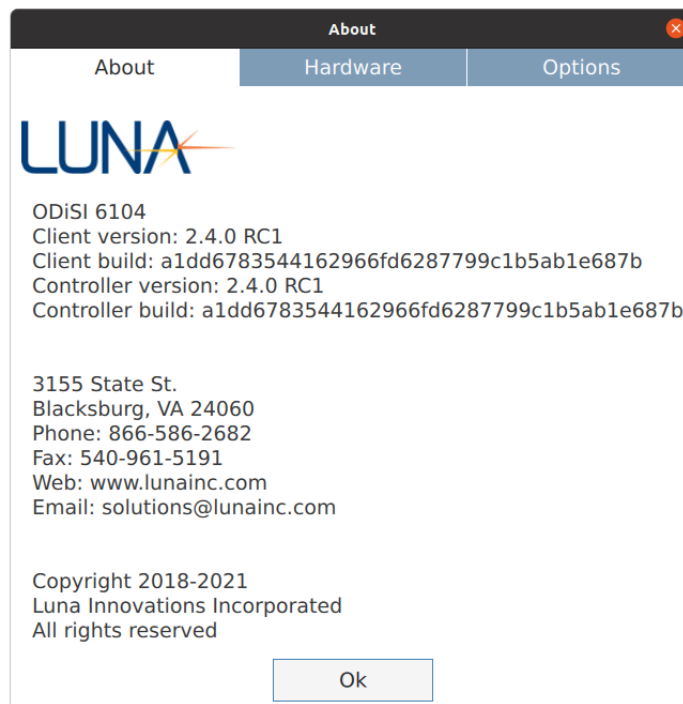 About
About
Hardware
Options
LUNA
ODiSI 6104
Client version: 2.4.0 RC1
Client build: a1dd6783544162966fd6287799c1b5ab1e687b
Controller version: 2.4.0 RC1
Controller build: a1dd6783544162966fd6287799c1b5ab1e687b
3155 State St.
Blacksburg, VA 24060
Phone: 866-586-2682
Fax: 540-961-5191
Web: www.lunainc.com
Email: solutions@lunainc.com
Copyright 2018-2021
Luna Innovations Incorporated
All rights reserved
Ok